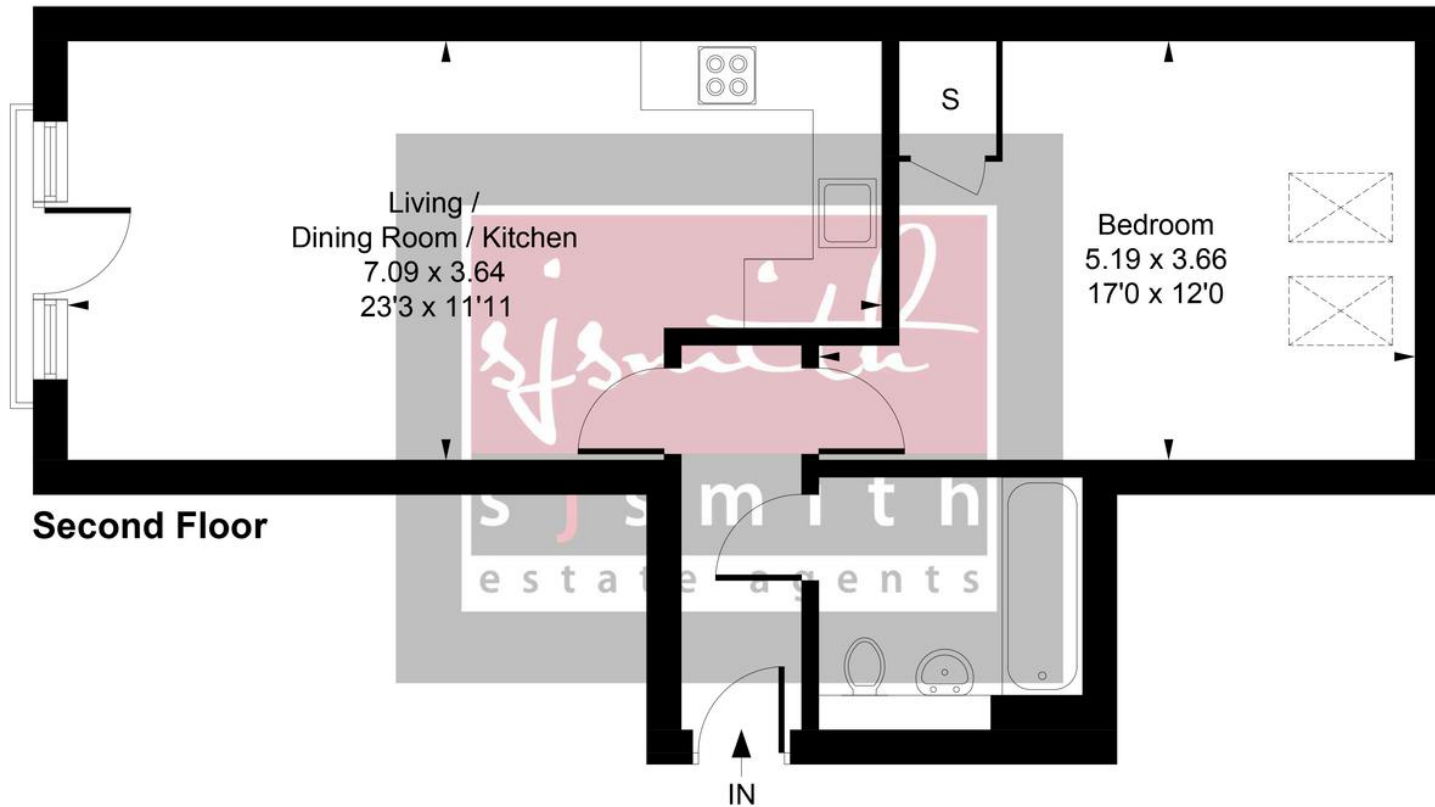 S
Living /
Dining Room / Kitchen
7.09 x 3.64
23'3 x 11'11
Bedroom
5.19 x 3.66
17'0 x 12'0
sjsmith
Second Floor
sjsmith
estate agents
IN